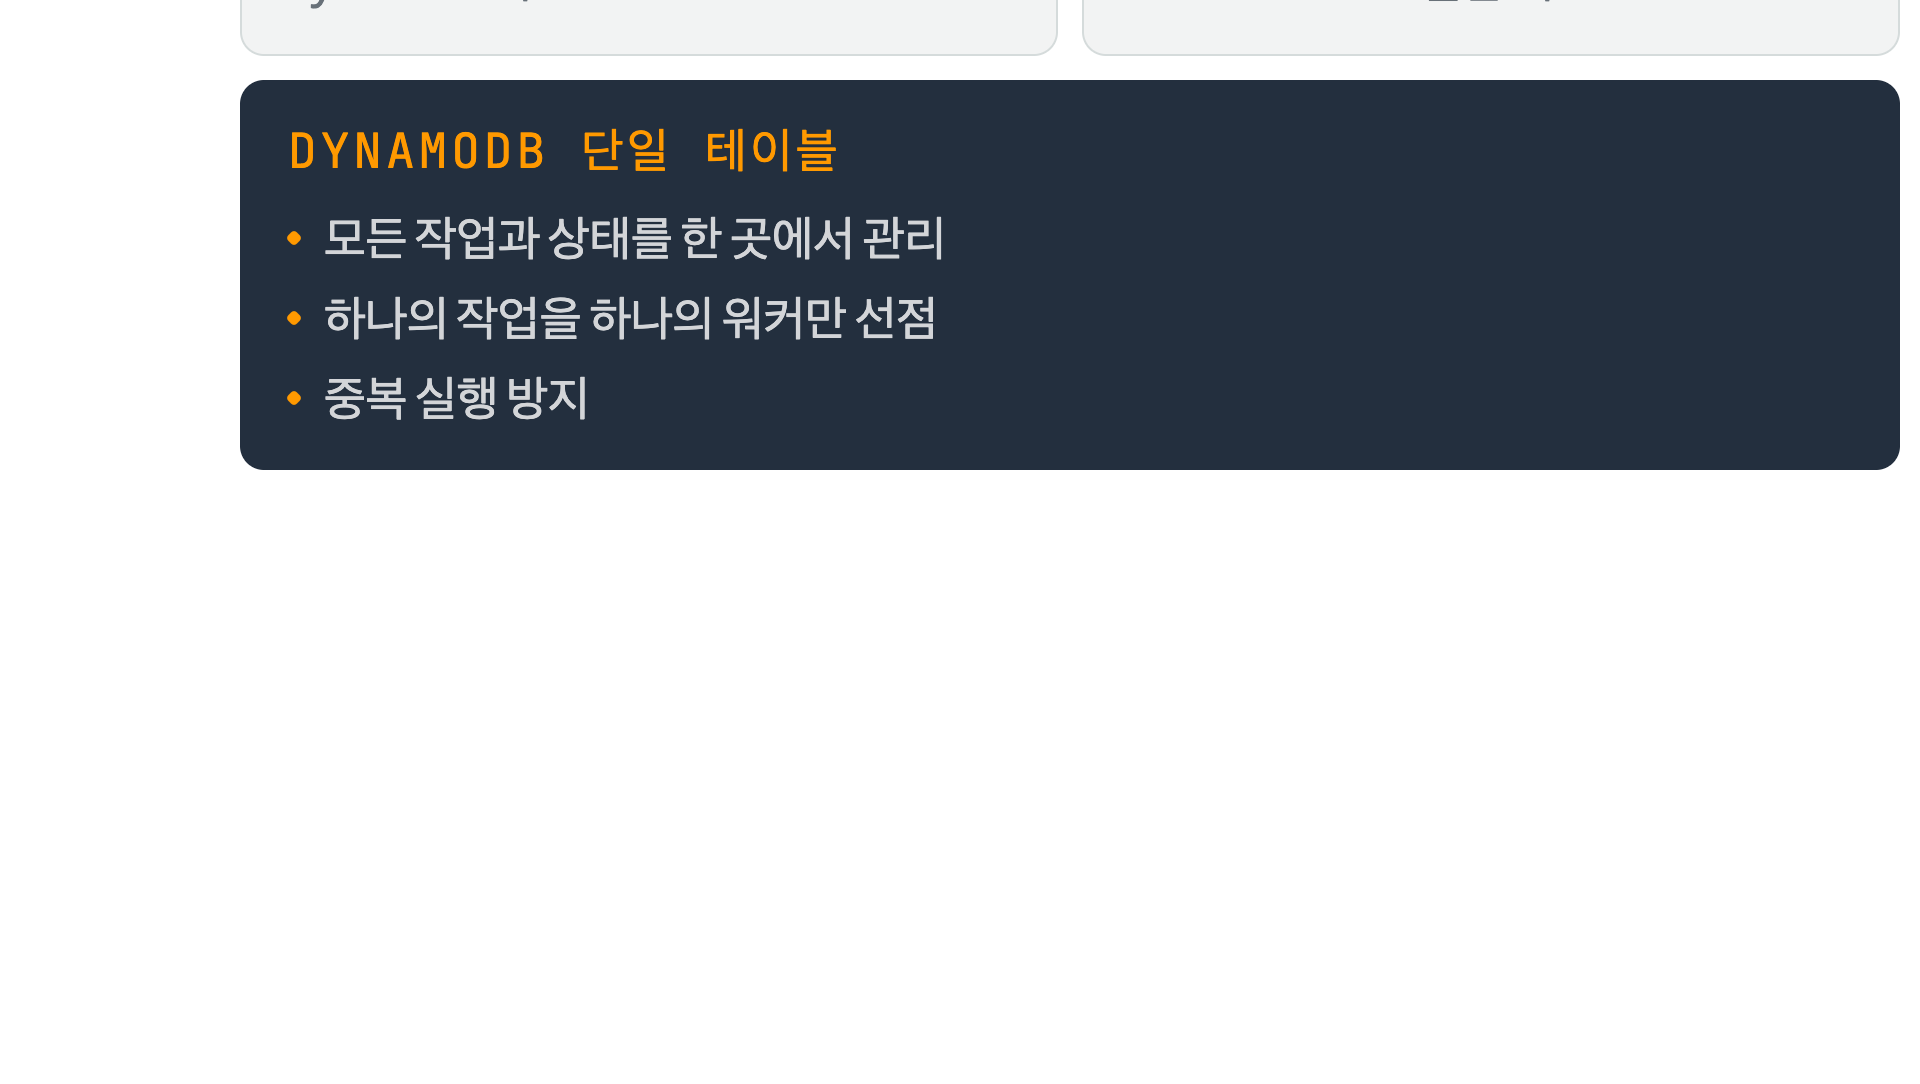 DYNAMODB 단일 테이블
• 모든 작업과 상태를 한 곳에서 관리
• 하나의 작업을 하나의 워커만 선점
• 중복 실행 방지